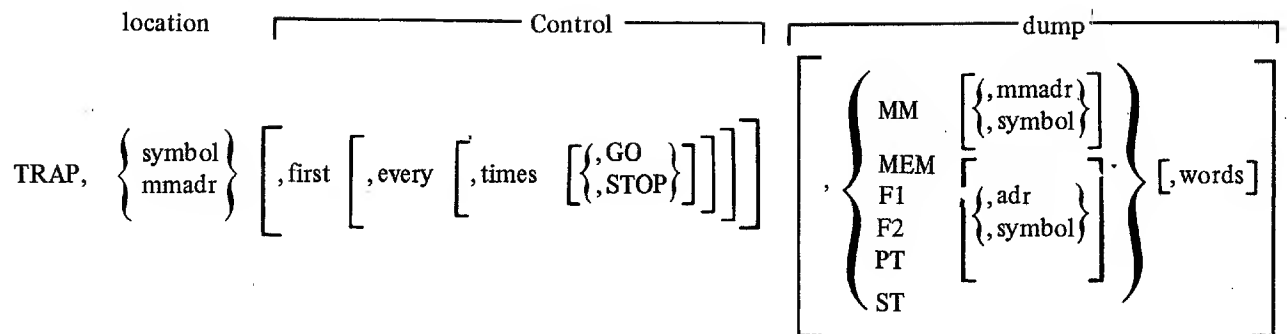 location Control dump
TRAP, { symbol mmadr } [ ,first [ ,every [ ,times [ { ,GO ,STOP } ] ] ] ] [ , { MM [ { ,mmadr ,symbol } ] MEM F1 F2 PT ST [ { ,adr ,symbol } ] } [ ,words ] ]